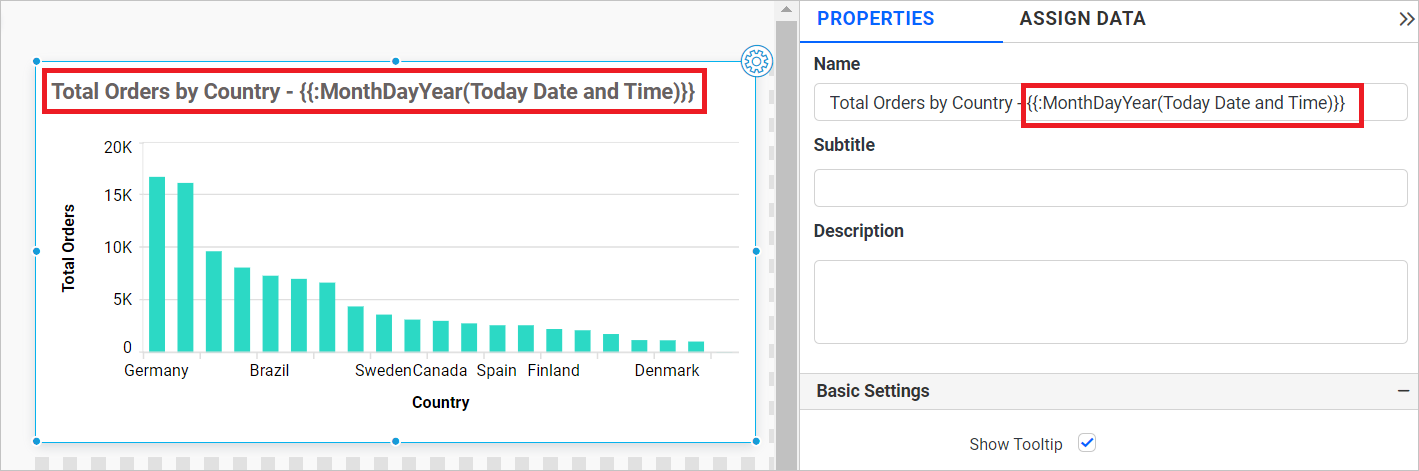 Total Orders by Country - {{:MonthDayYear(Today Date and Time)}}
20K
15K
10K
5K
0
Total Orders
Germany Brazil Sweden Canada Spain Finland Denmark
Country
PROPERTIES ASSIGN DATA
Name
Total Orders by Country - {{:MonthDayYear(Today Date and Time)}}
Subtitle
Description
Basic Settings
Show Tooltip